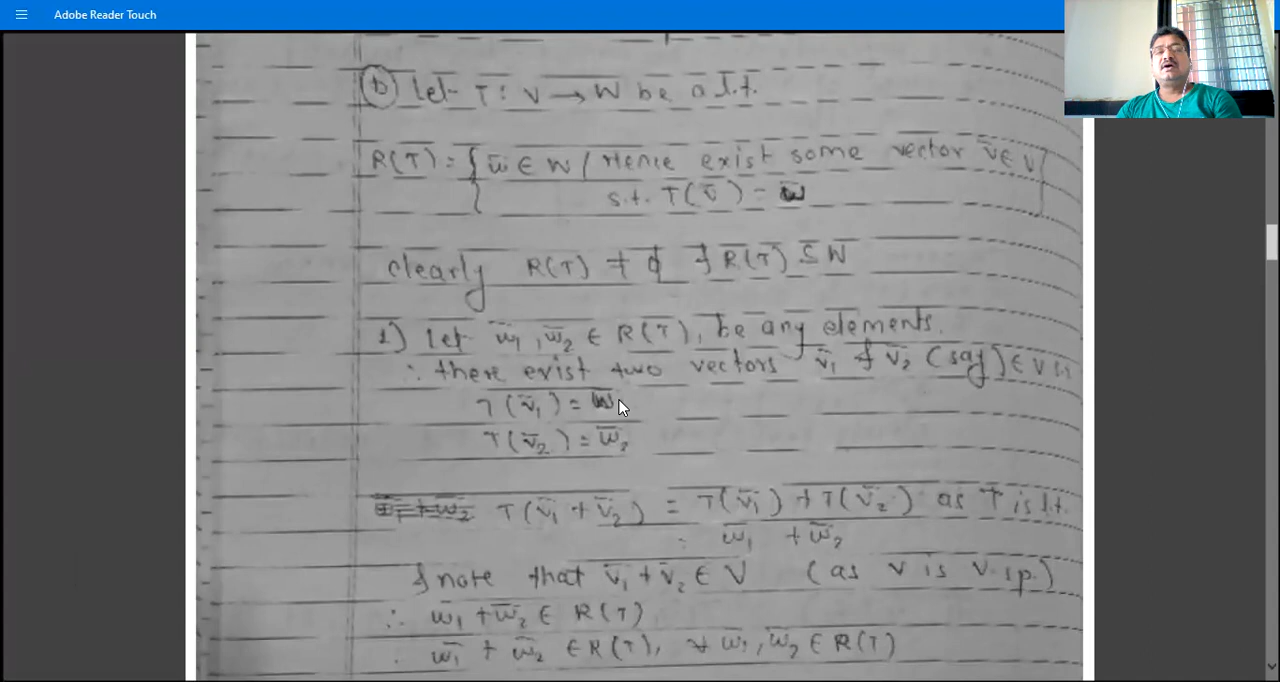 Adobe Reader Touch
(b) Let T : V → W be a l.t.
R(T) = { w̄ ∈ W / Hence exist some vector v̄ ∈ V
s.t. T(v̄) = w̄ }
clearly R(T) ≠ ϕ & R(T) ⊆ W
1) Let w̄₁, w̄₂ ∈ R(T), be any elements.
∴ there exist two vectors v̄₁ & v̄₂ (say) ∈ V s.t.
T(v̄₁) = w̄
T(v̄₂) = w̄₂
T(v̄₁ + v̄₂) = T(v̄₁) + T(v̄₂) as T is l.t.
w̄₁ + w̄₂
& note that v̄₁ + v̄₂ ∈ V (as V is V. sp.)
∴ w̄₁ + w̄₂ ∈ R(T)
∴ w̄₁ + w̄₂ ∈ R(T), ∀ w̄₁, w̄₂ ∈ R(T)